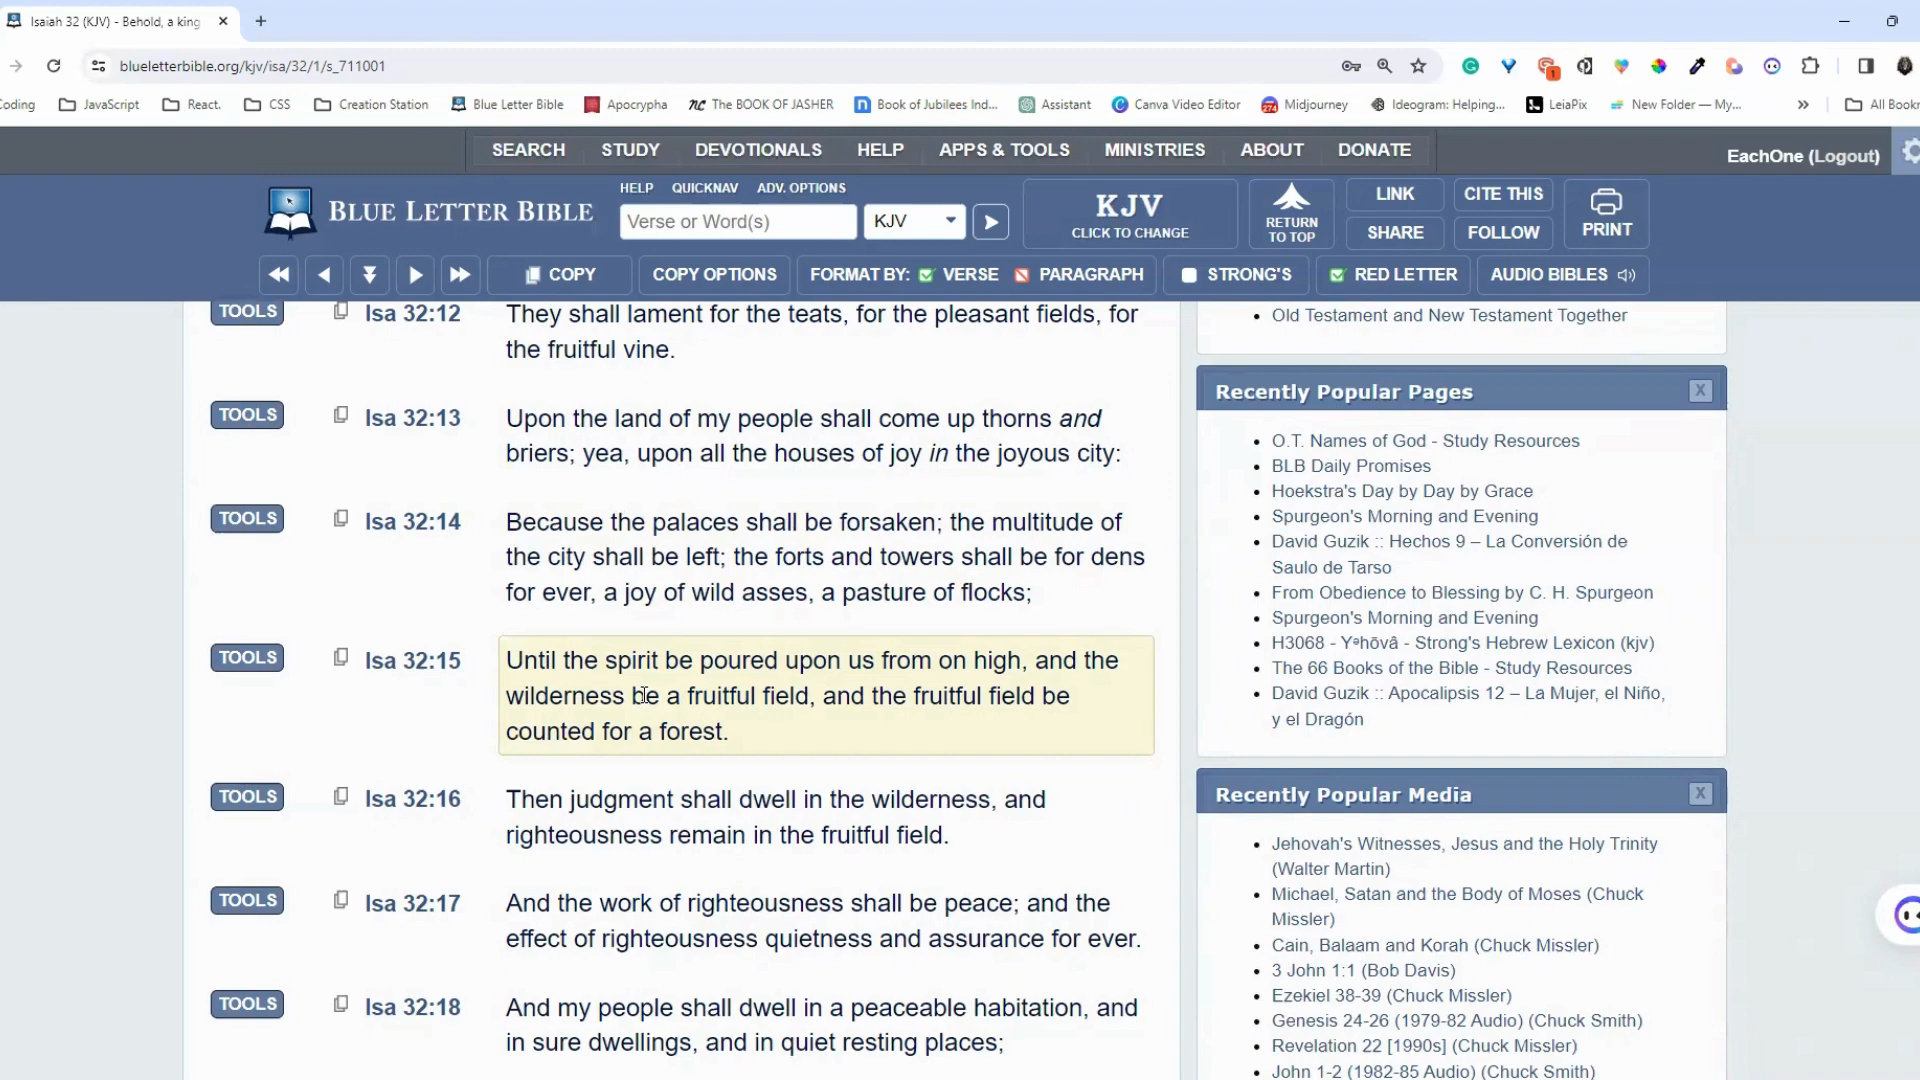 Isaiah 32 (KJV) - Behold, a king
blueletterbible.org/kjv/isa/32/1/s_711001
1
oding JavaScript React. CSS Creation Station Blue Letter Bible Apocrypha The BOOK OF JASHER Book of Jubilees Ind... Assistant Canva Video Editor 274 Midjourney Ideogram: Helping... LeiaPix New Folder — My... » All Bookn
SEARCH STUDY DEVOTIONALS HELP APPS & TOOLS MINISTRIES ABOUT DONATE
EachOne (Logout)
HELP QUICKNAV ADV. OPTIONS
BLUE LETTER BIBLE
Verse or Word(s) KJV
KJV
CLICK TO CHANGE
RETURN
TO TOP
LINK CITE THIS
SHARE FOLLOW
PRINT
COPY COPY OPTIONS FORMAT BY: VERSE PARAGRAPH STRONG'S RED LETTER AUDIO BIBLES
TOOLS Isa 32:12 They shall lament for the teats, for the pleasant fields, for
the fruitful vine.
TOOLS Isa 32:13 Upon the land of my people shall come up thorns and
briers; yea, upon all the houses of joy in the joyous city:
TOOLS Isa 32:14 Because the palaces shall be forsaken; the multitude of
the city shall be left; the forts and towers shall be for dens
for ever, a joy of wild asses, a pasture of flocks;
TOOLS Isa 32:15 Until the spirit be poured upon us from on high, and the
wilderness be a fruitful field, and the fruitful field be
counted for a forest.
TOOLS Isa 32:16 Then judgment shall dwell in the wilderness, and
righteousness remain in the fruitful field.
TOOLS Isa 32:17 And the work of righteousness shall be peace; and the
effect of righteousness quietness and assurance for ever.
TOOLS Isa 32:18 And my people shall dwell in a peaceable habitation, and
in sure dwellings, and in quiet resting places;
Old Testament and New Testament Together
Recently Popular Pages X
O.T. Names of God - Study Resources
BLB Daily Promises
Hoekstra's Day by Day by Grace
Spurgeon's Morning and Evening
David Guzik :: Hechos 9 – La Conversión de
Saulo de Tarso
From Obedience to Blessing by C. H. Spurgeon
Spurgeon's Morning and Evening
H3068 - Yᵊhōvâ - Strong's Hebrew Lexicon (kjv)
The 66 Books of the Bible - Study Resources
David Guzik :: Apocalipsis 12 – La Mujer, el Niño,
y el Dragón
Recently Popular Media X
Jehovah's Witnesses, Jesus and the Holy Trinity
(Walter Martin)
Michael, Satan and the Body of Moses (Chuck
Missler)
Cain, Balaam and Korah (Chuck Missler)
3 John 1:1 (Bob Davis)
Ezekiel 38-39 (Chuck Missler)
Genesis 24-26 (1979-82 Audio) (Chuck Smith)
Revelation 22 [1990s] (Chuck Missler)
John 1-2 (1982-85 Audio) (Chuck Smith)